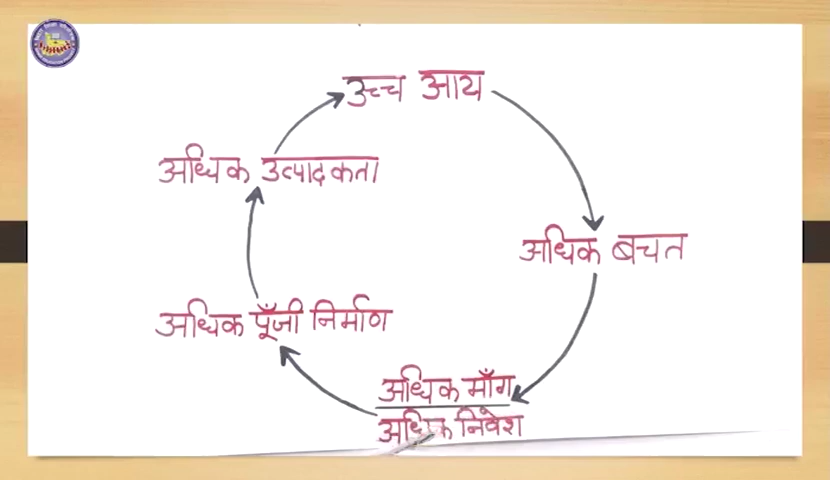 उच्च आय
अधिक उत्पादकता
अधिक बचत
अधिक पूँजी निर्माण
अधिक माँग
अधिक निवेश